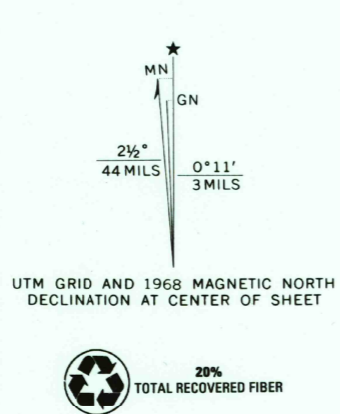 ★
MN
GN
2½°
44 MILS
0°11′
3 MILS
UTM GRID AND 1968 MAGNETIC NORTH
DECLINATION AT CENTER OF SHEET
20%
TOTAL RECOVERED FIBER